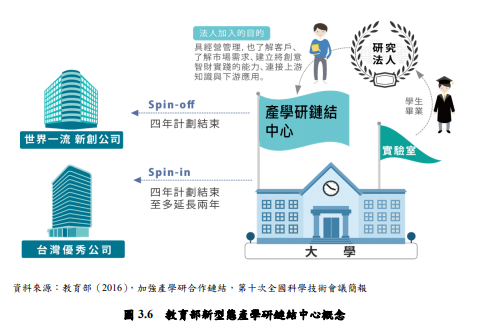 法人加入的目的
具經營管理，也了解客戶、
了解市場需求、建立將創意
智財實踐的能力、連接上游
知識與下游應用。
研究
法人
學生
畢業
Spin-off
四年計劃結束
世界一流 新創公司
產學研鏈結
中心
實驗室
Spin-in
四年計劃結束
至多延長兩年
台灣優秀公司
大 學
資料來源：教育部（2016），加強產學研合作鏈結，第十次全國科學技術會議簡報
圖 3.6 教育部新型態產學研鏈結中心概念